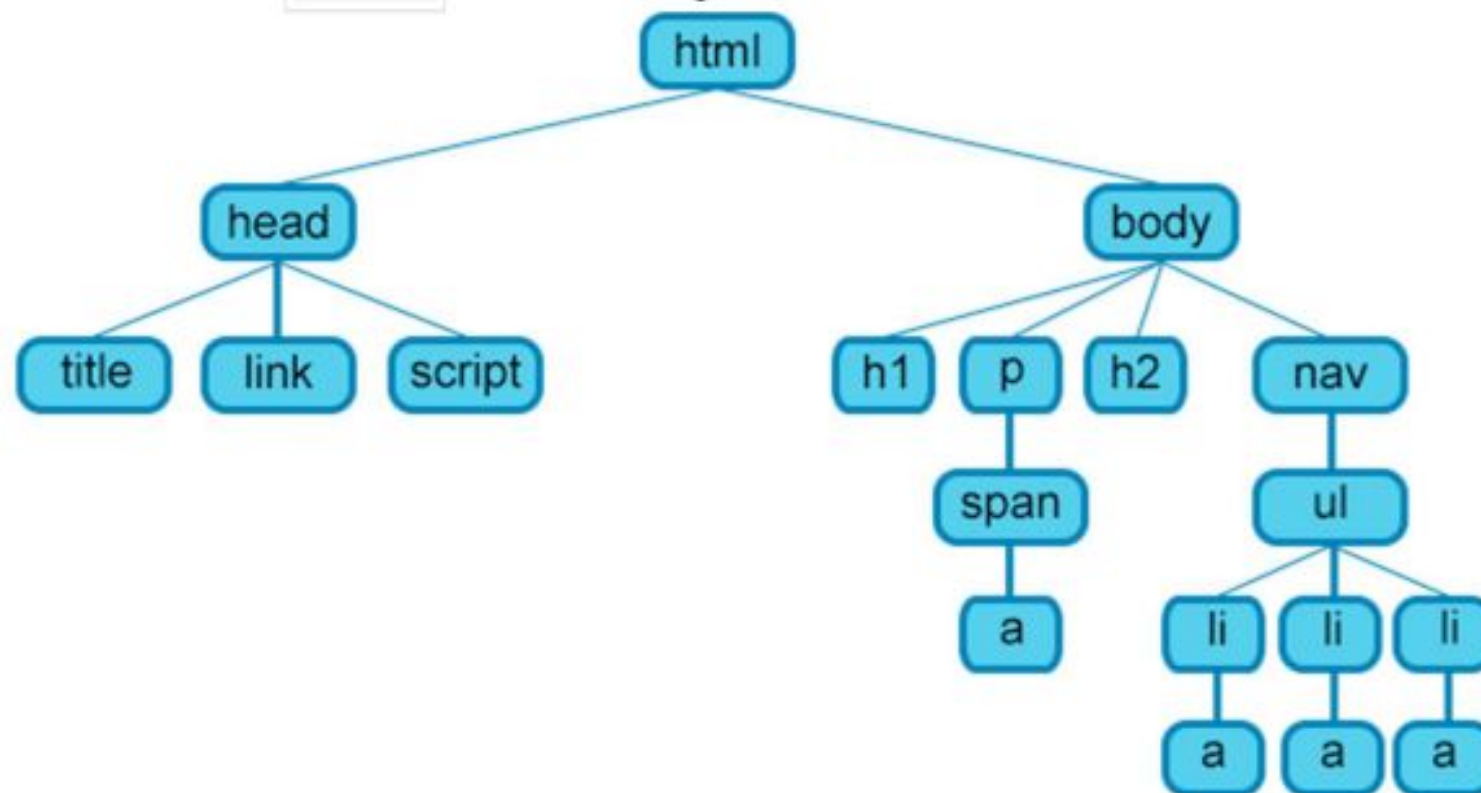 html
head body
title link script h1 p h2 nav
span ul
a li li li
a a a